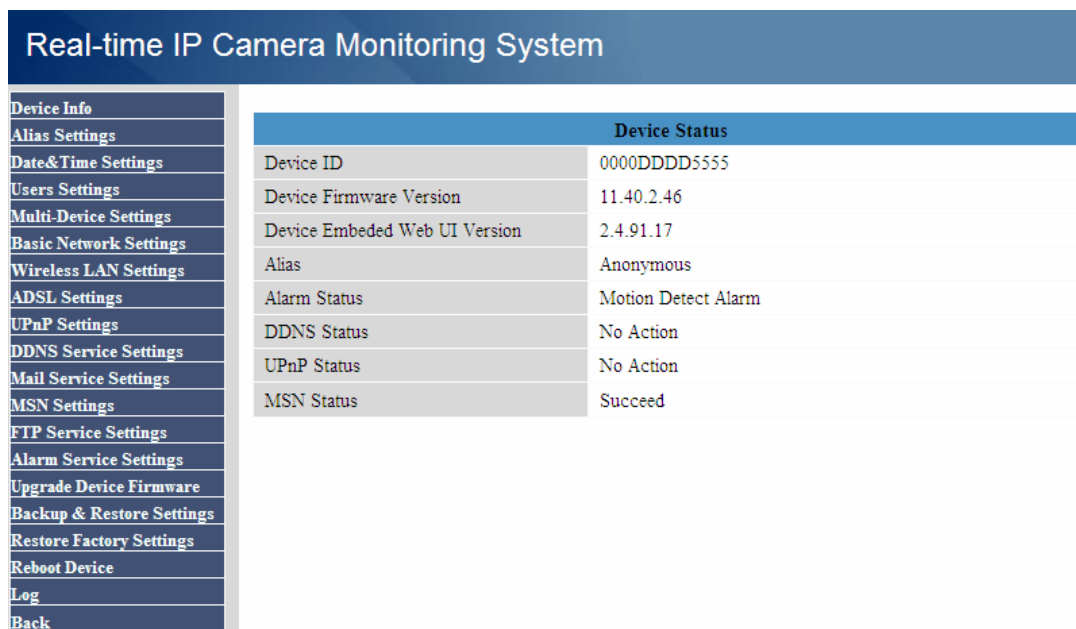 Real-time IP Camera Monitoring System
Device Info
Alias Settings
Date&Time Settings
Users Settings
Multi-Device Settings
Basic Network Settings
Wireless LAN Settings
ADSL Settings
UPnP Settings
DDNS Service Settings
Mail Service Settings
MSN Settings
FTP Service Settings
Alarm Service Settings
Upgrade Device Firmware
Backup & Restore Settings
Restore Factory Settings
Reboot Device
Log
Back
Device Status
Device ID 0000DDDD5555
Device Firmware Version 11.40.2.46
Device Embeded Web UI Version 2.4.91.17
Alias Anonymous
Alarm Status Motion Detect Alarm
DDNS Status No Action
UPnP Status No Action
MSN Status Succeed